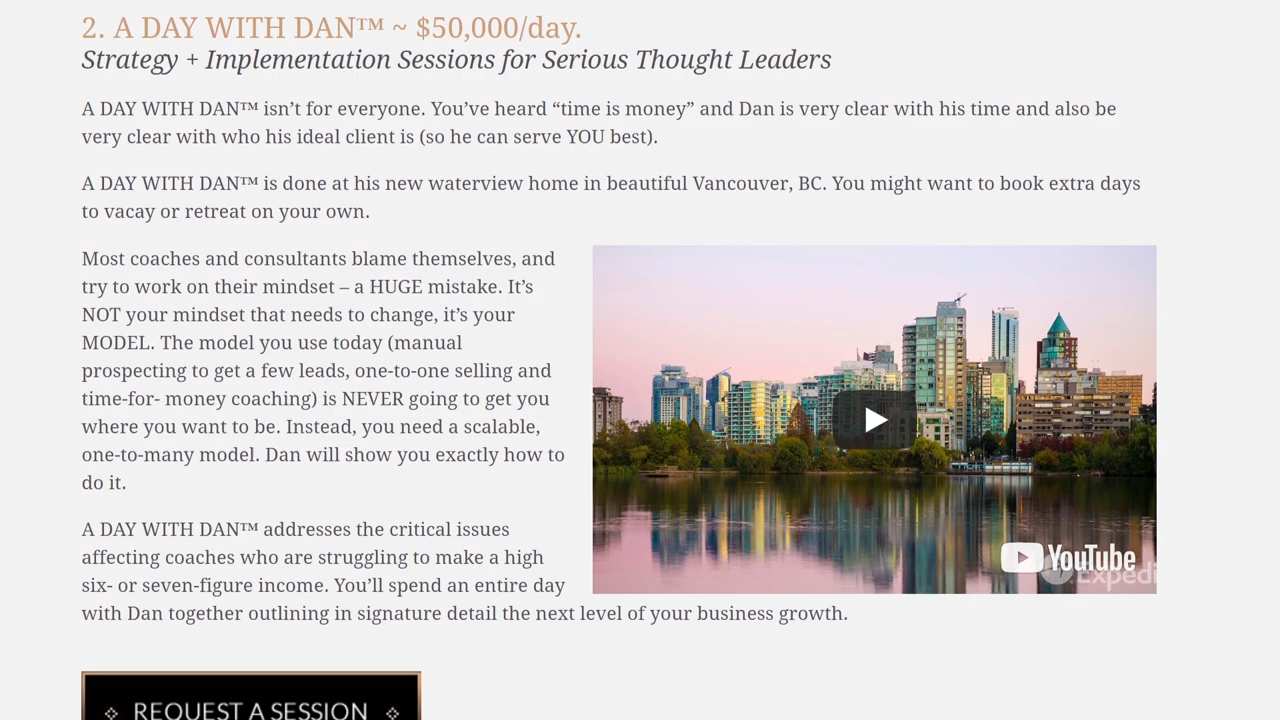 2. A DAY WITH DAN™ ~ $50,000/day.
Strategy + Implementation Sessions for Serious Thought Leaders
A DAY WITH DAN™ isn’t for everyone. You’ve heard “time is money” and Dan is very clear with his time and also be
very clear with who his ideal client is (so he can serve YOU best).
A DAY WITH DAN™ is done at his new waterview home in beautiful Vancouver, BC. You might want to book extra days
to vacay or retreat on your own.
Most coaches and consultants blame themselves, and
try to work on their mindset – a HUGE mistake. It’s
NOT your mindset that needs to change, it’s your
MODEL. The model you use today (manual
prospecting to get a few leads, one-to-one selling and
time-for- money coaching) is NEVER going to get you
where you want to be. Instead, you need a scalable,
one-to-many model. Dan will show you exactly how to
do it.
A DAY WITH DAN™ addresses the critical issues
affecting coaches who are struggling to make a high
six- or seven-figure income. You’ll spend an entire day
with Dan together outlining in signature detail the next level of your business growth.
YouTube
Expedi
REQUEST A SESSION